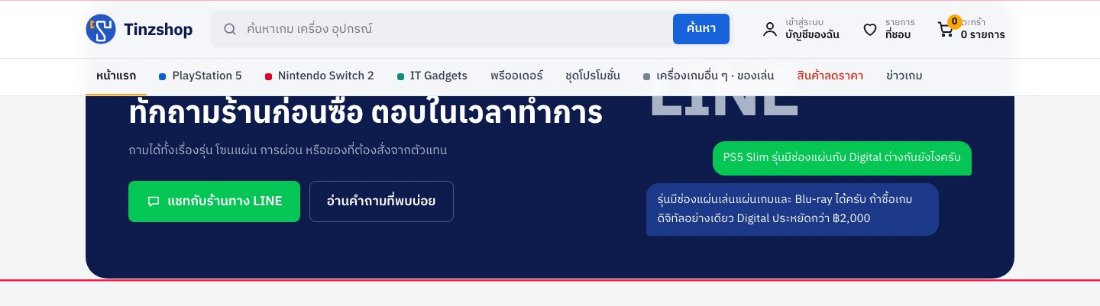 Tinzshop
ค้นหาเกม เครื่อง อุปกรณ์
ค้นหา
เข้าสู่ระบบ
บัญชีของฉัน
รายการ
ที่ชอบ
0
ตะกร้า
0 รายการ
หน้าแรก
PlayStation 5
Nintendo Switch 2
IT Gadgets
พรีออเดอร์
ชุดโปรโมชั่น
เครื่องเกมอื่น ๆ · ของเล่น
สินค้าลดราคา
ข่าวเกม
ทักถามร้านก่อนซื้อ ตอบในเวลาทำการ
ถามได้ทั้งเรื่องรุ่น โซนแผ่น การผ่อน หรือของที่ต้องสั่งจากตัวแทน
แชทกับร้านทาง LINE
อ่านคำถามที่พบบ่อย
LINE
PS5 Slim รุ่นมีช่องแผ่นกับ Digital ต่างกันยังไงครับ
รุ่นมีช่องแผ่นเล่นแผ่นเกมและ Blu-ray ได้ครับ ถ้าซื้อเกม
ดิจิทัลอย่างเดียว Digital ประหยัดกว่า ฿2,000